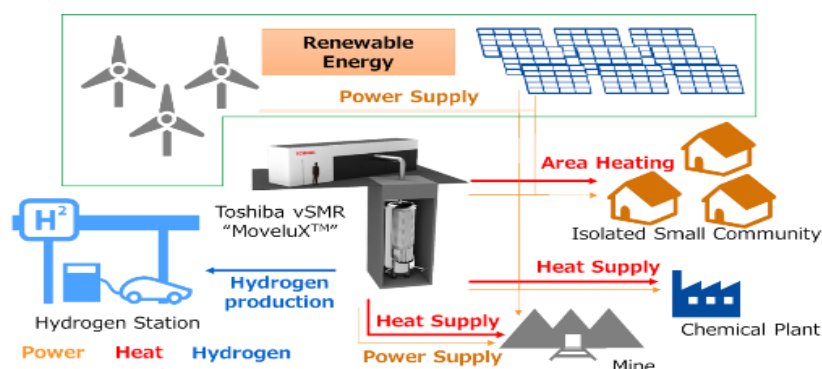 Renewable
Energy
Power Supply
Area Heating
Toshiba vSMR
“MoveluX™”
Isolated Small Community
H²
Hydrogen
production
Heat Supply
Hydrogen Station
Heat Supply
Chemical Plant
Power Heat Hydrogen
Power Supply
Mine